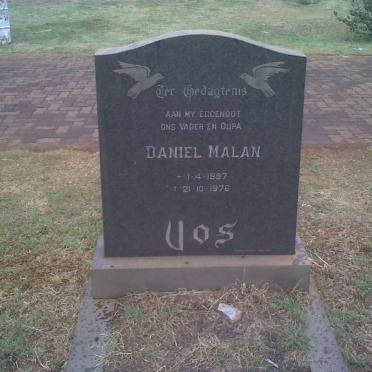 Ter Gedagtenis
AAN MY EGGENOOT
ONS VADER EN OUPA
DANIEL MALAN
~ 1-4-1897
† 21-10-1976
Vos